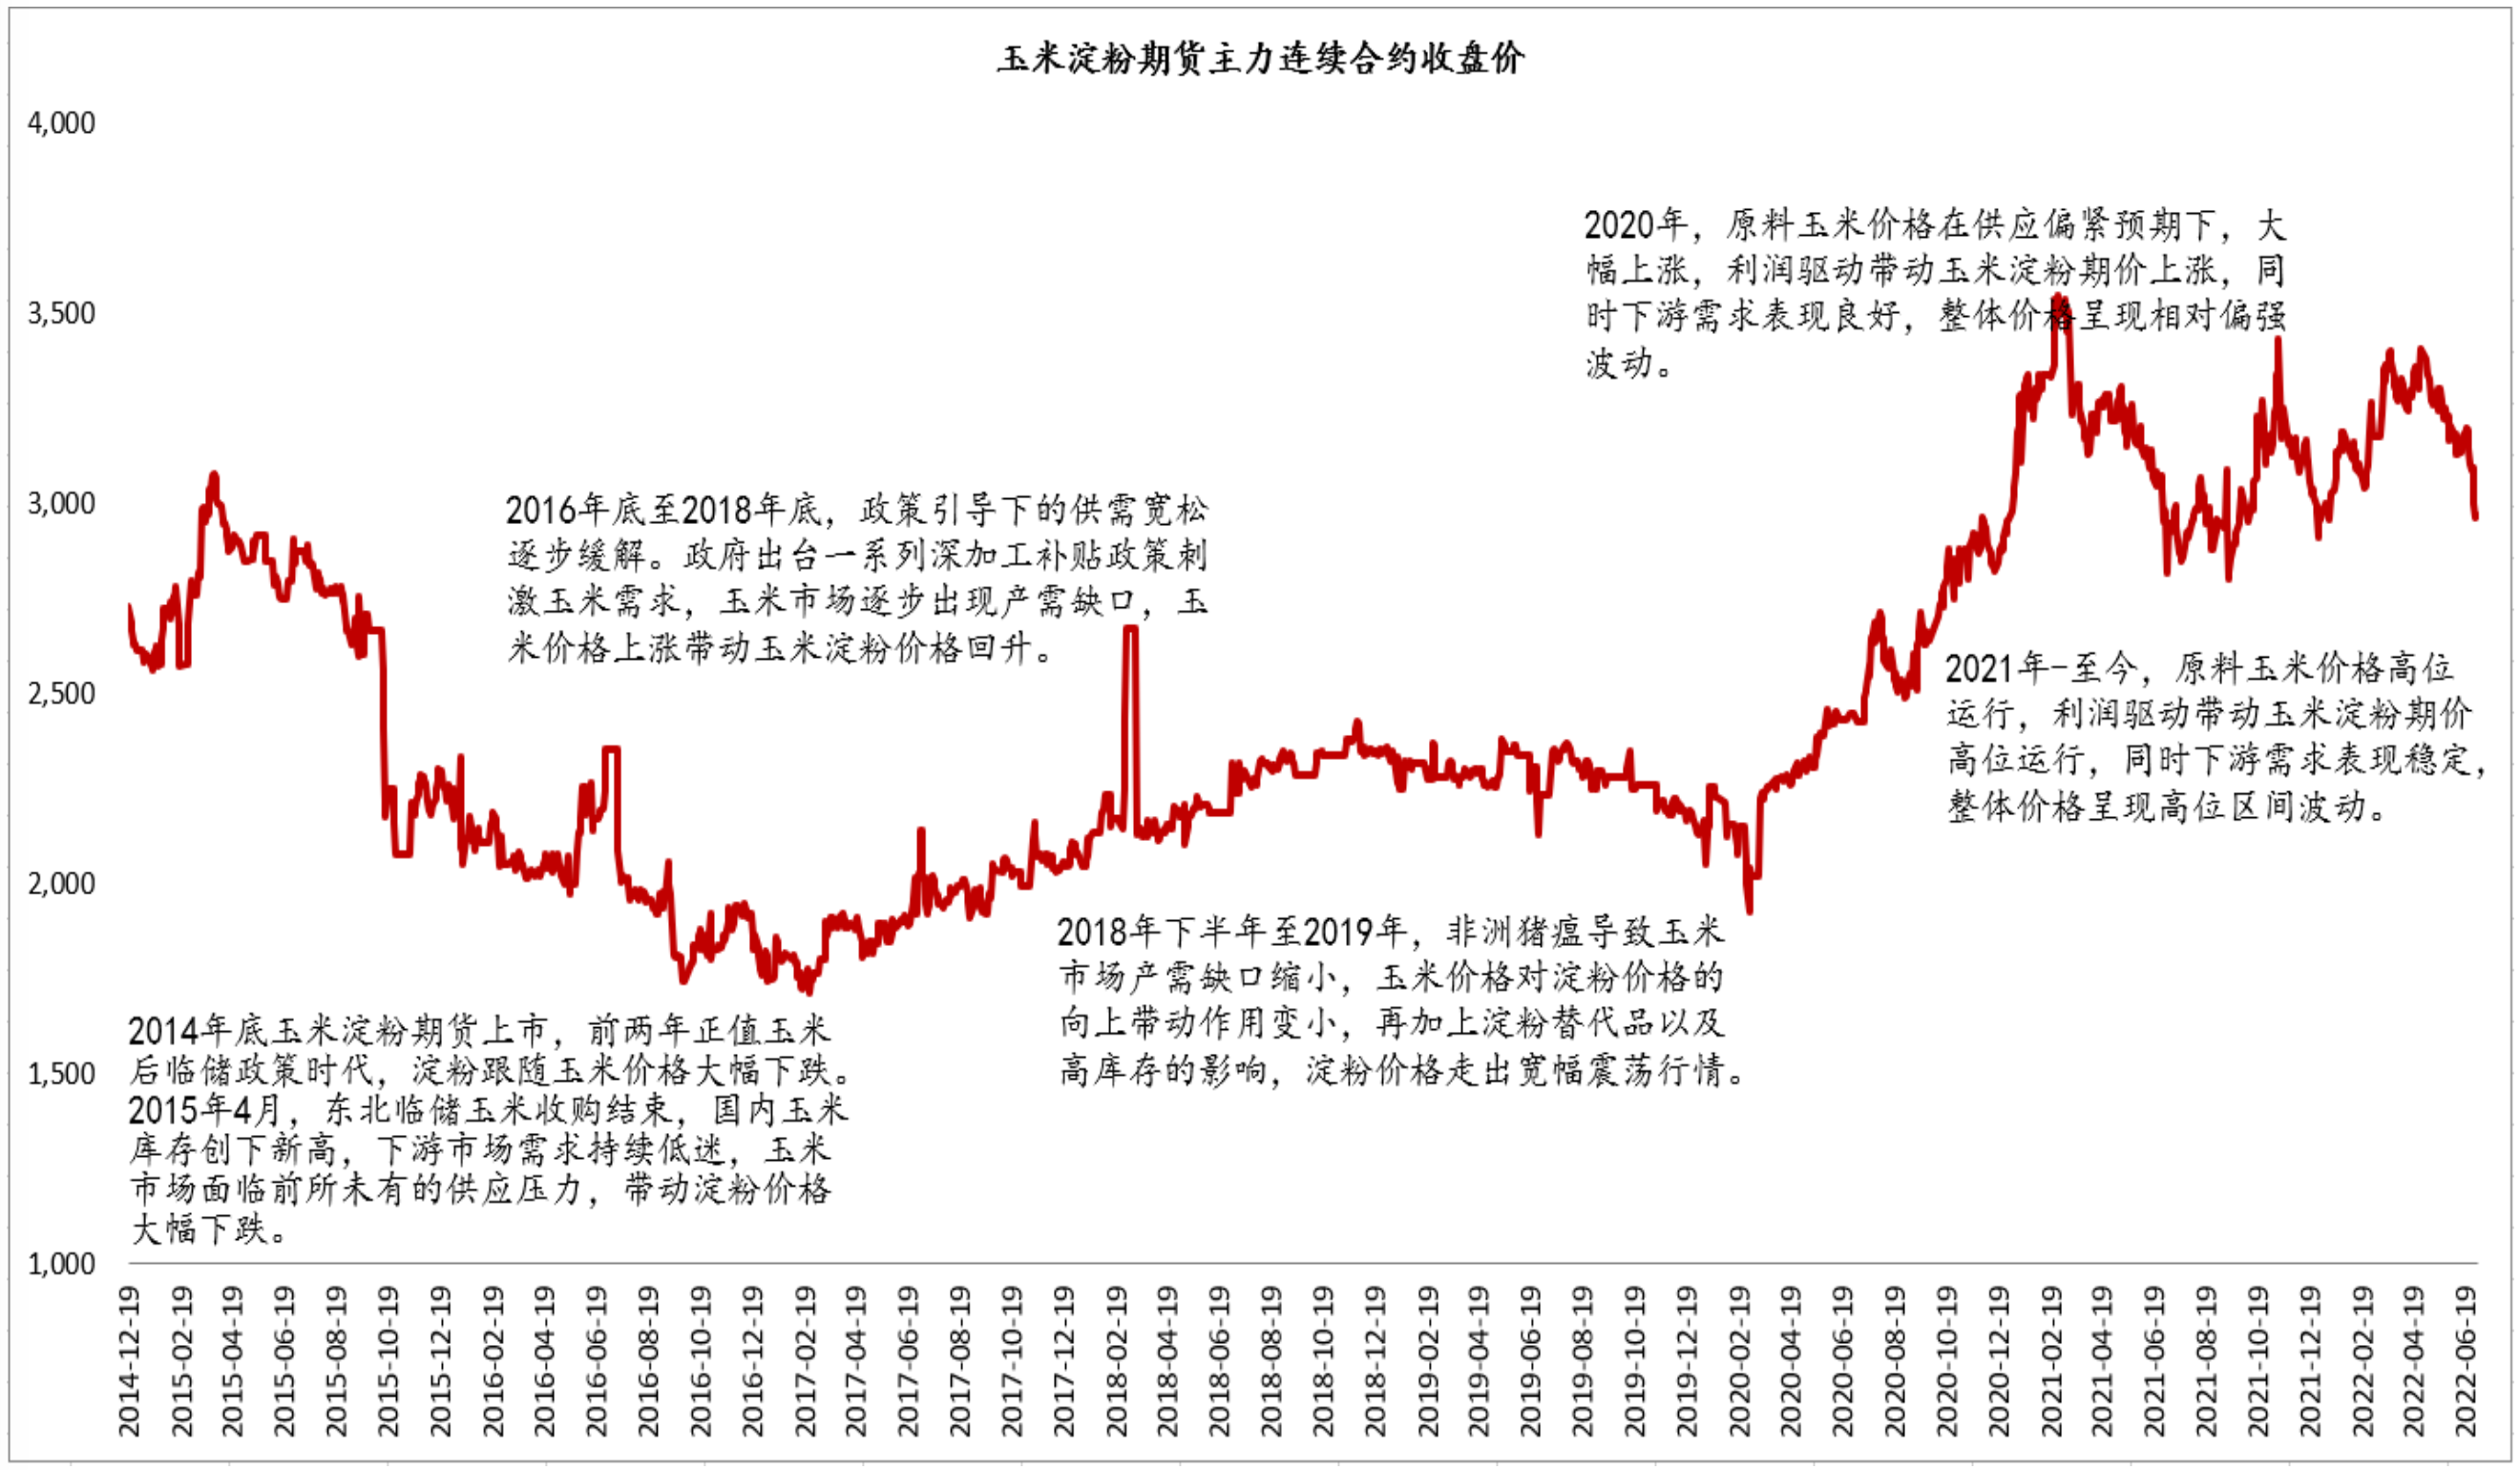 玉米淀粉期货主力连续合约收盘价
4,000
3,500
3,000
2,500
2,000
1,500
1,000
2020年，原料玉米价格在供应偏紧预期下，大
幅上涨，利润驱动带动玉米淀粉期价上涨，同
时下游需求表现良好，整体价格呈现相对偏强
波动。
2016年底至2018年底，政策引导下的供需宽松
逐步缓解。政府出台一系列深加工补贴政策刺
激玉米需求，玉米市场逐步出现产需缺口，玉
米价格上涨带动玉米淀粉价格回升。
2021年-至今，原料玉米价格高位
运行，利润驱动带动玉米淀粉期价
高位运行，同时下游需求表现稳定，
整体价格呈现高位区间波动。
2018年下半年至2019年，非洲猪瘟导致玉米
市场产需缺口缩小，玉米价格对淀粉价格的
向上带动作用变小，再加上淀粉替代品以及
高库存的影响，淀粉价格走出宽幅震荡行情。
2014年底玉米淀粉期货上市，前两年正值玉米
后临储政策时代，淀粉跟随玉米价格大幅下跌。
2015年4月，东北临储玉米收购结束，国内玉米
库存创下新高，下游市场需求持续低迷，玉米
市场面临前所未有的供应压力，带动淀粉价格
大幅下跌。
2014-12-19
2015-02-19
2015-04-19
2015-06-19
2015-08-19
2015-10-19
2015-12-19
2016-02-19
2016-04-19
2016-06-19
2016-08-19
2016-10-19
2016-12-19
2017-02-19
2017-04-19
2017-06-19
2017-08-19
2017-10-19
2017-12-19
2018-02-19
2018-04-19
2018-06-19
2018-08-19
2018-10-19
2018-12-19
2019-02-19
2019-04-19
2019-06-19
2019-08-19
2019-10-19
2019-12-19
2020-02-19
2020-04-19
2020-06-19
2020-08-19
2020-10-19
2020-12-19
2021-02-19
2021-04-19
2021-06-19
2021-08-19
2021-10-19
2021-12-19
2022-02-19
2022-04-19
2022-06-19